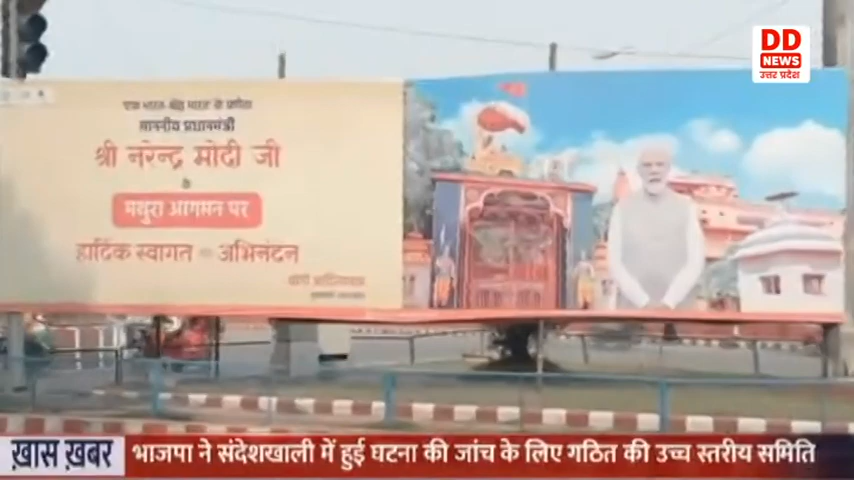 DD
NEWS
उत्तर प्रदेश
एक भारत श्रेष्ठ भारत के प्रणेता
माननीय प्रधानमंत्री
श्री नरेन्द्र मोदी जी
के
मथुरा आगमन पर
हार्दिक स्वागत अभिनंदन
ख़ास ख़बर
भाजपा ने संदेशखाली में हुई घटना की जांच के लिए गठित की उच्च स्तरीय समिति